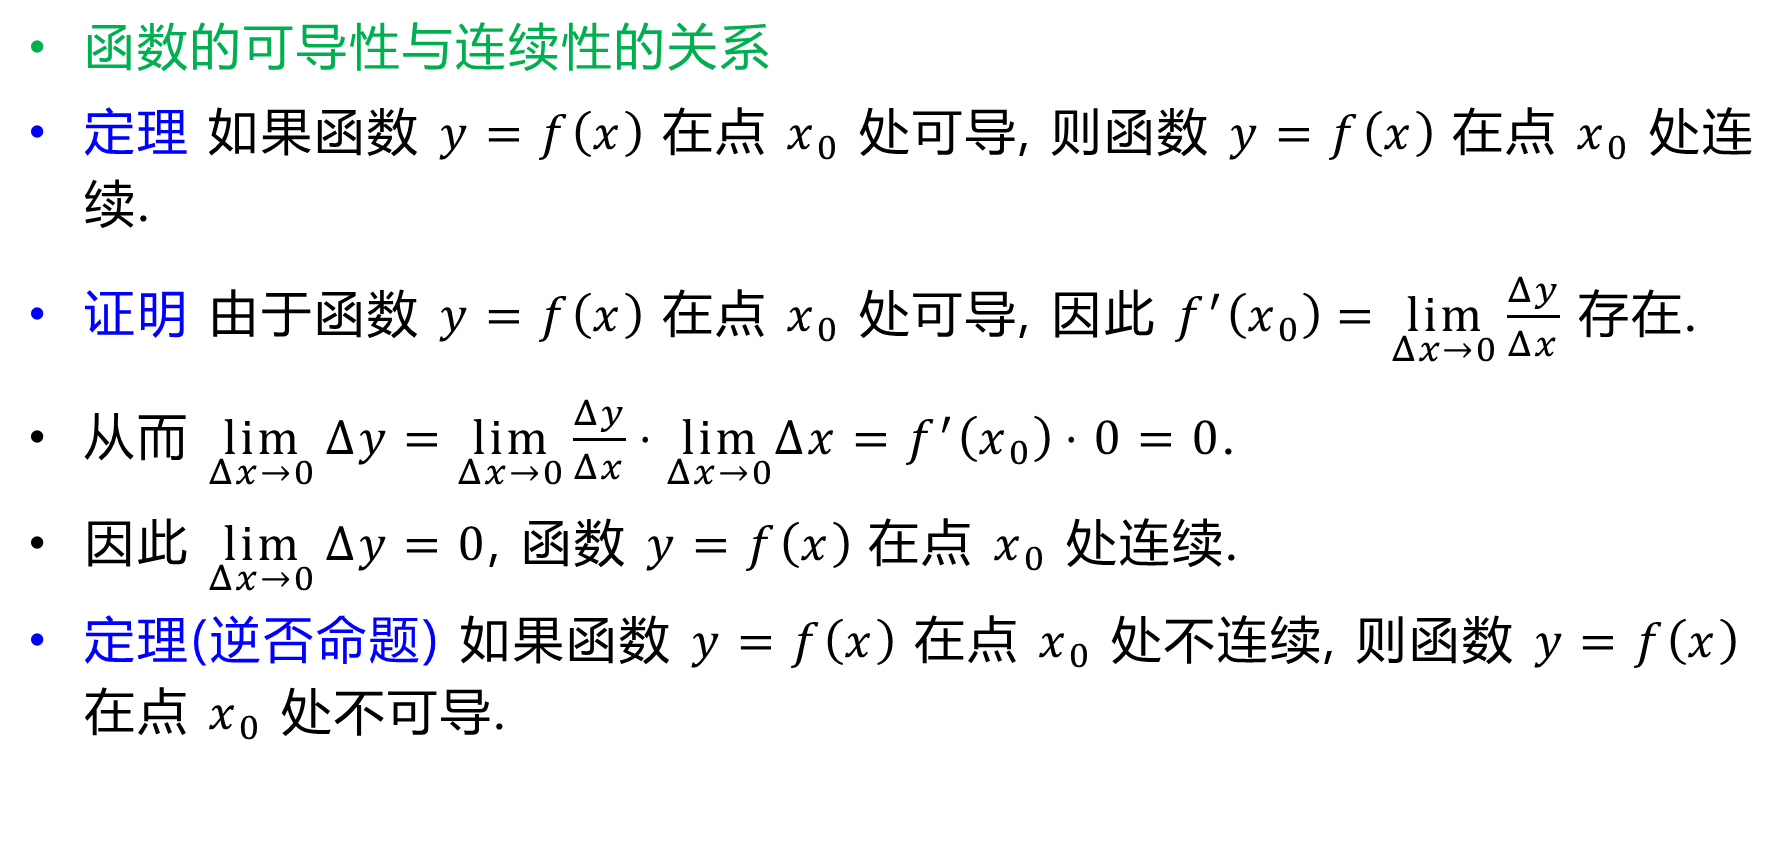 • 函数的可导性与连续性的关系
• 定理 如果函数 y = f(x) 在点 x₀ 处可导, 则函数 y = f(x) 在点 x₀ 处连
续.
• 证明 由于函数 y = f(x) 在点 x₀ 处可导, 因此 f′(x₀) = lim_{Δx→0} Δy/Δx 存在.
• 从而 lim_{Δx→0} Δy = lim_{Δx→0} Δy/Δx · lim_{Δx→0} Δx = f′(x₀) · 0 = 0.
• 因此 lim_{Δx→0} Δy = 0, 函数 y = f(x) 在点 x₀ 处连续.
• 定理(逆否命题) 如果函数 y = f(x) 在点 x₀ 处不连续, 则函数 y = f(x)
在点 x₀ 处不可导.